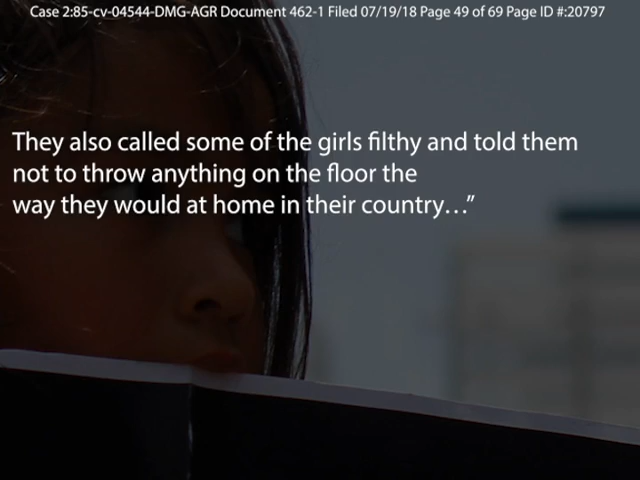 Case 2:85-cv-04544-DMG-AGR Document 462-1 Filed 07/19/18 Page 49 of 69 Page ID #:20797
They also called some of the girls filthy and told them
not to throw anything on the floor the
way they would at home in their country…”